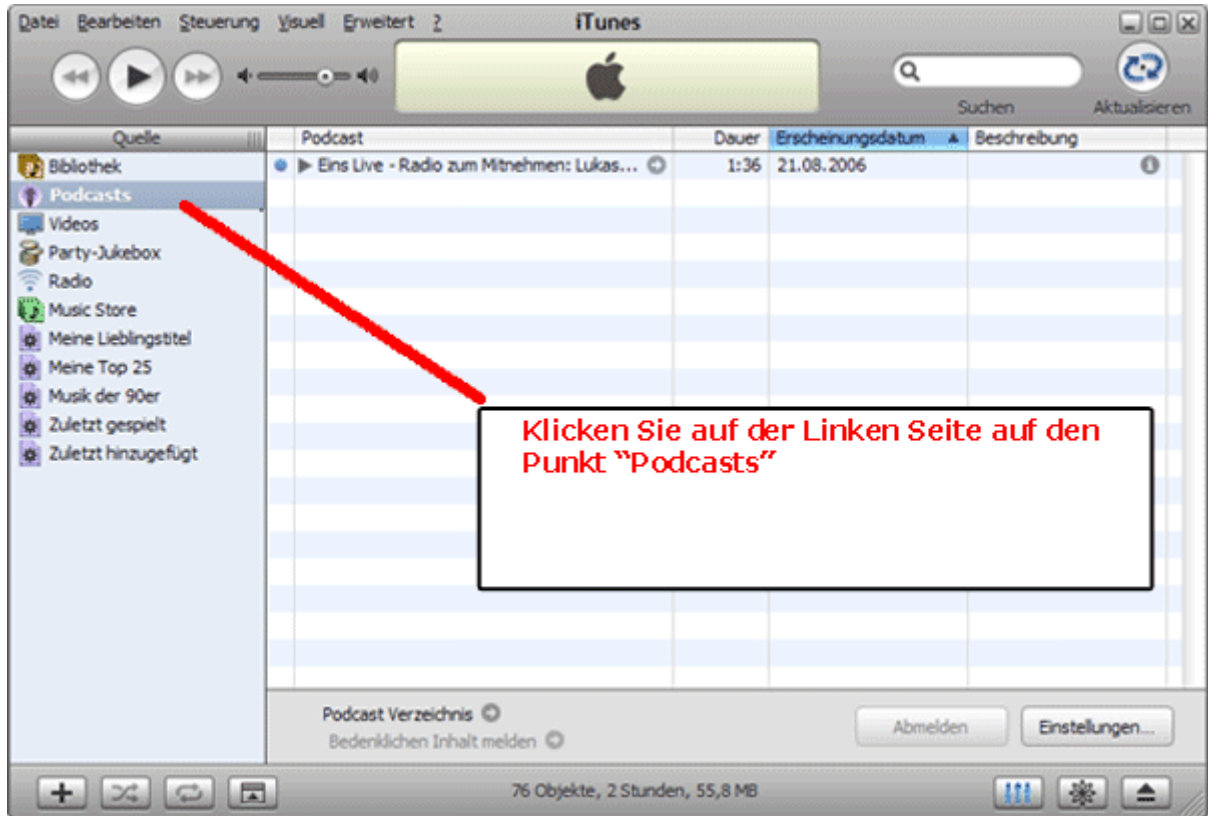 Datei Bearbeiten Steuerung Visuell Erweitert ? iTunes
Suchen Aktualisieren
Quelle Podcast Dauer Erscheinungsdatum Beschreibung
Bibliothek
Eins Live - Radio zum Mitnehmen: Lukas... 1:36 21.08.2006
Podcasts
Videos
Party-Jukebox
Radio
Music Store
Meine Lieblingstitel
Meine Top 25
Musik der 90er
Zuletzt gespielt
Zuletzt hinzugefügt
Klicken Sie auf der Linken Seite auf den
Punkt “Podcasts”
Podcast Verzeichnis
Bedenklichen Inhalt melden
Abmelden Einstellungen...
76 Objekte, 2 Stunden, 55,8 MB